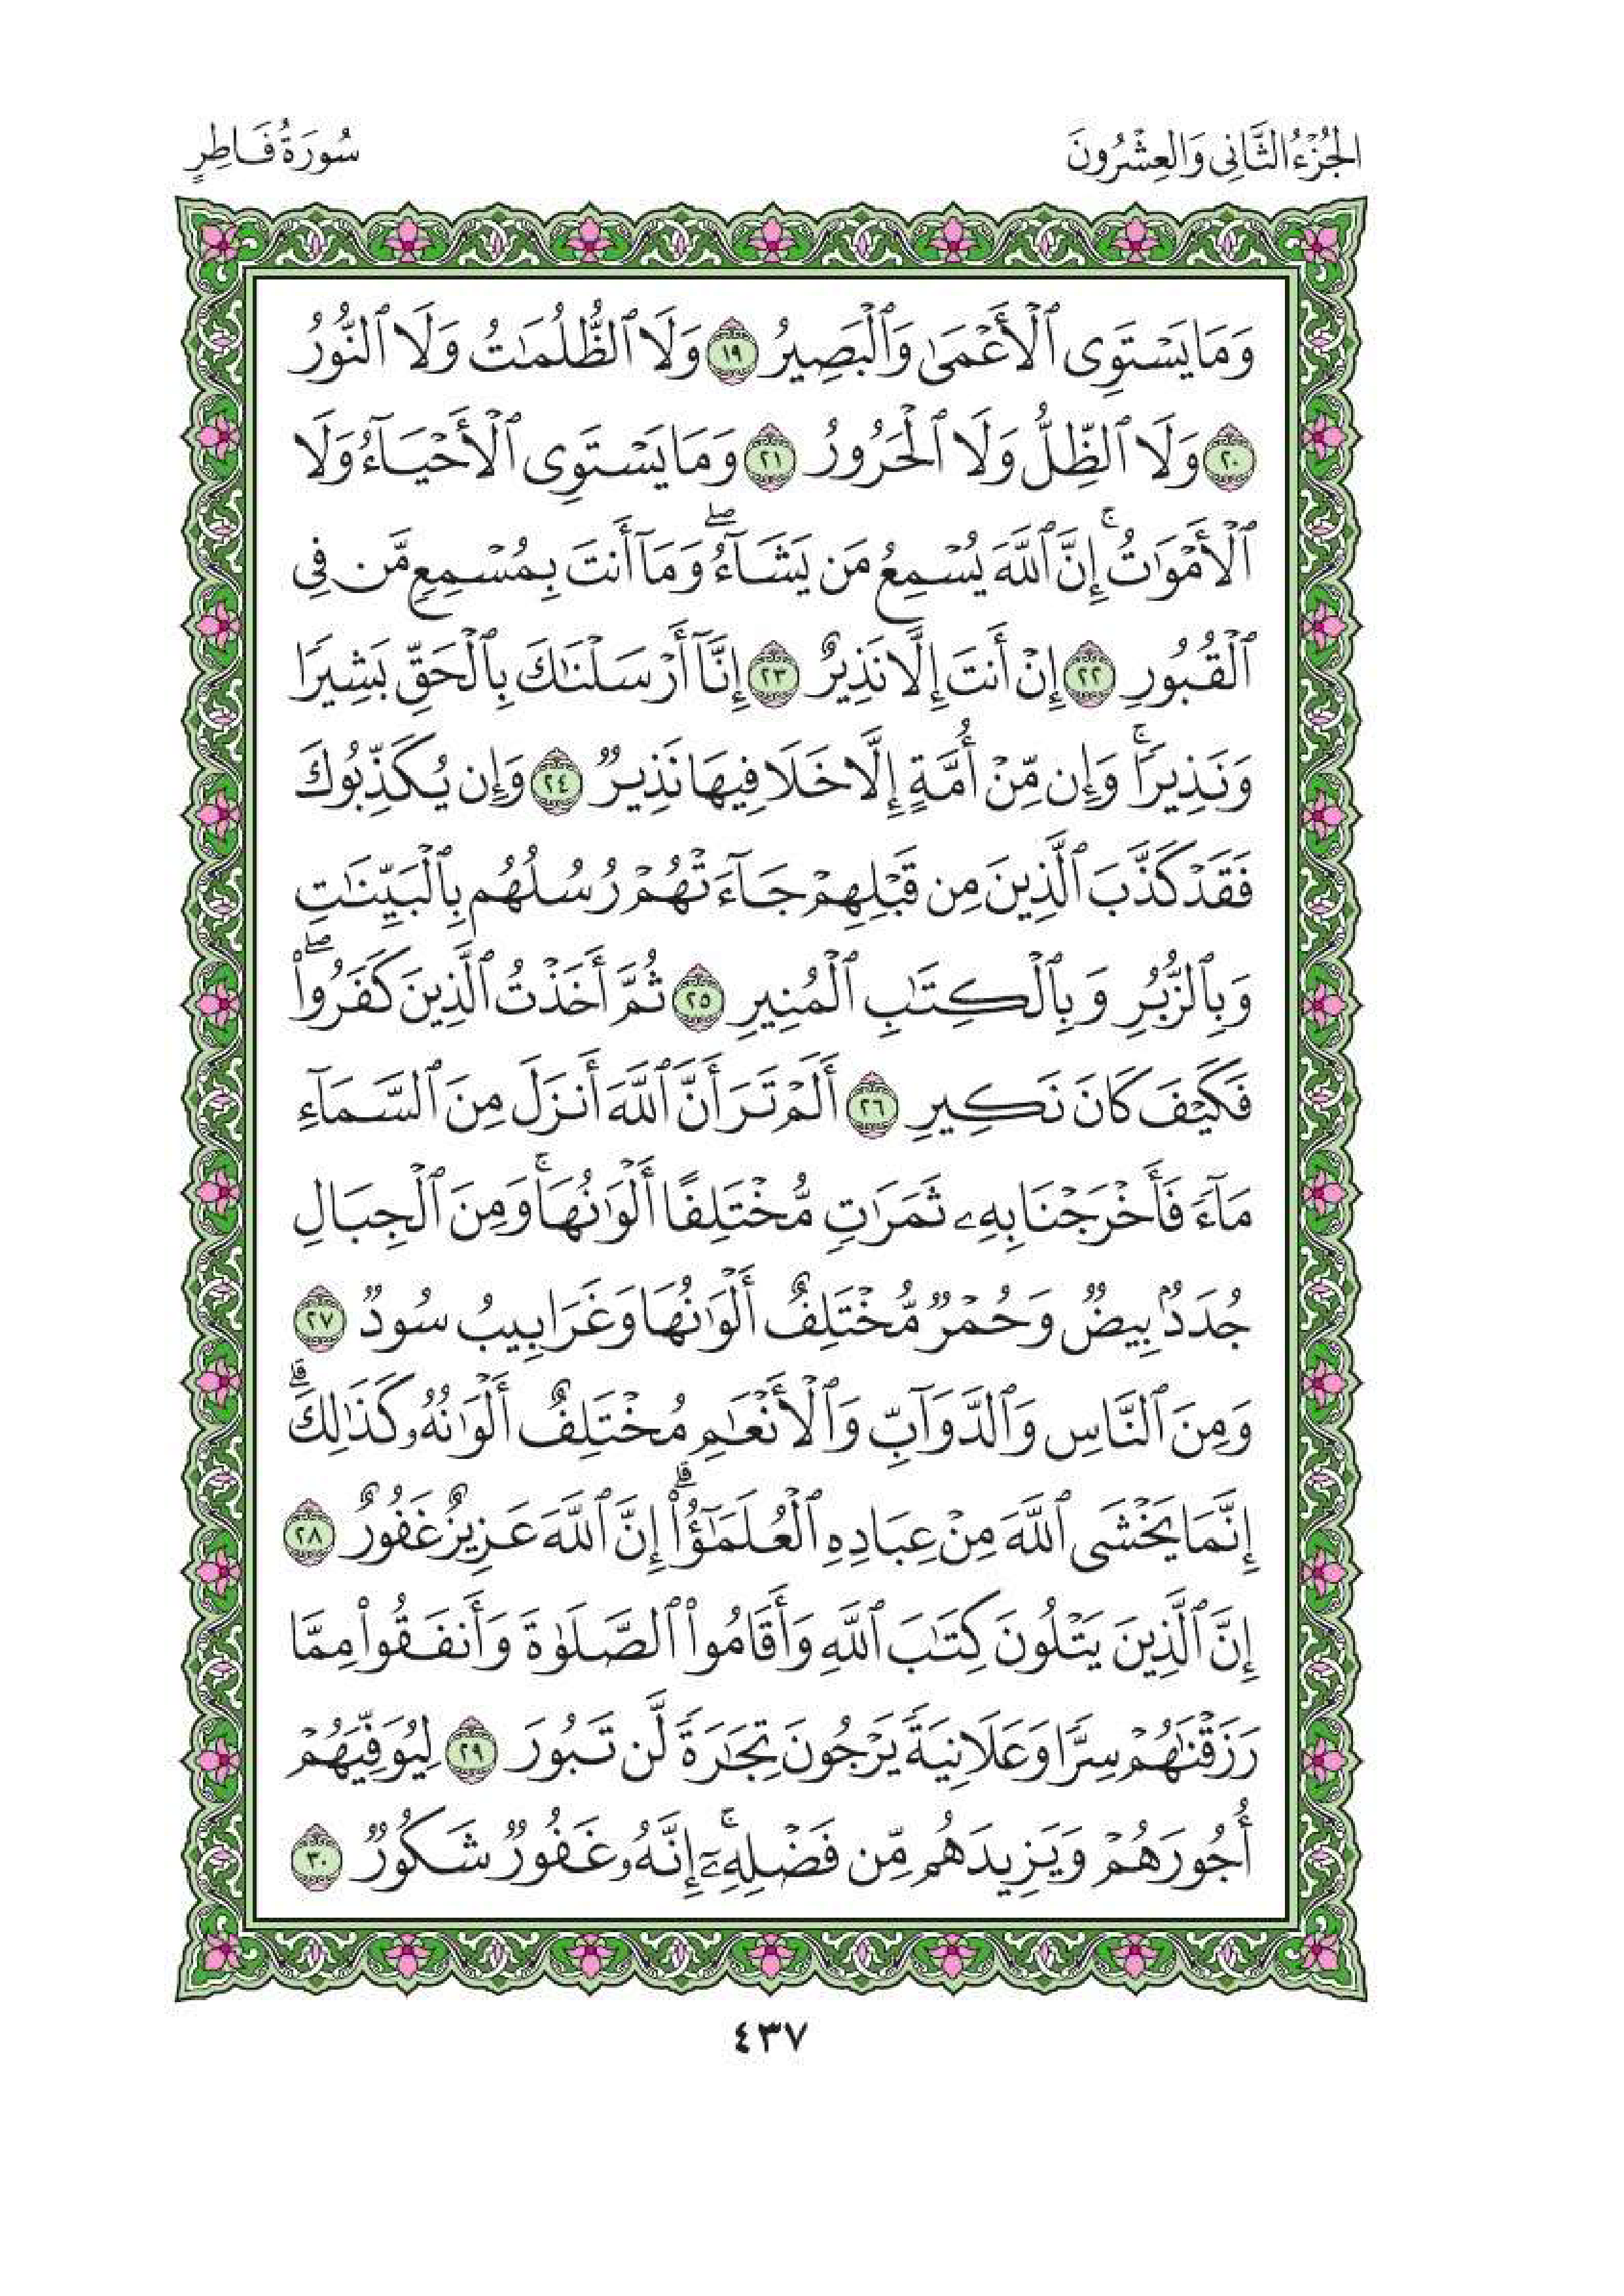 الجُزْءُ الثَّانِي وَالعِشْرُونَ
سُورَةُ فَاطِرٍ
وَمَا يَسْتَوِى ٱلْأَعْمَىٰ وَٱلْبَصِيرُ ١٩ وَلَا ٱلظُّلُمَٰتُ وَلَا ٱلنُّورُ
٢٠ وَلَا ٱلظِّلُّ وَلَا ٱلْحَرُورُ ٢١ وَمَا يَسْتَوِى ٱلْأَحْيَآءُ وَلَا
ٱلْأَمْوَٰتُ ۚ إِنَّ ٱللَّهَ يُسْمِعُ مَن يَشَآءُ ۖ وَمَآ أَنتَ بِمُسْمِعٍ مَّن فِى
ٱلْقُبُورِ ٢٢ إِنْ أَنتَ إِلَّا نَذِيرٌ ٢٣ إِنَّآ أَرْسَلْنَٰكَ بِٱلْحَقِّ بَشِيرًا
وَنَذِيرًا ۚ وَإِن مِّنْ أُمَّةٍ إِلَّا خَلَا فِيهَا نَذِيرٌ ٢٤ وَإِن يُكَذِّبُوكَ
فَقَدْ كَذَّبَ ٱلَّذِينَ مِن قَبْلِهِمْ جَآءَتْهُمْ رُسُلُهُم بِٱلْبَيِّنَٰتِ
وَبِٱلزُّبُرِ وَبِٱلْكِتَٰبِ ٱلْمُنِيرِ ٢٥ ثُمَّ أَخَذْتُ ٱلَّذِينَ كَفَرُوا۟ ۖ
فَكَيْفَ كَانَ نَكِيرِ ٢٦ أَلَمْ تَرَ أَنَّ ٱللَّهَ أَنزَلَ مِنَ ٱلسَّمَآءِ
مَآءً فَأَخْرَجْنَا بِهِۦ ثَمَرَٰتٍ مُّخْتَلِفًا أَلْوَٰنُهَا ۚ وَمِنَ ٱلْجِبَالِ
جُدَدٌۢ بِيضٌ وَحُمْرٌ مُّخْتَلِفٌ أَلْوَٰنُهَا وَغَرَابِيبُ سُودٌ ٢٧
وَمِنَ ٱلنَّاسِ وَٱلدَّوَآبِّ وَٱلْأَنْعَٰمِ مُخْتَلِفٌ أَلْوَٰنُهُۥ كَذَٰلِكَ ۗ
إِنَّمَا يَخْشَى ٱللَّهَ مِنْ عِبَادِهِ ٱلْعُلَمَٰٓؤُا۟ ۗ إِنَّ ٱللَّهَ عَزِيزٌ غَفُورٌ ٢٨
إِنَّ ٱلَّذِينَ يَتْلُونَ كِتَٰبَ ٱللَّهِ وَأَقَامُوا۟ ٱلصَّلَوٰةَ وَأَنفَقُوا۟ مِمَّا
رَزَقْنَٰهُمْ سِرًّا وَعَلَانِيَةً يَرْجُونَ تِجَٰرَةً لَّن تَبُورَ ٢٩ لِيُوَفِّيَهُمْ
أُجُورَهُمْ وَيَزِيدَهُم مِّن فَضْلِهِۦٓ ۚ إِنَّهُۥ غَفُورٌ شَكُورٌ ٣٠
٤٣٧